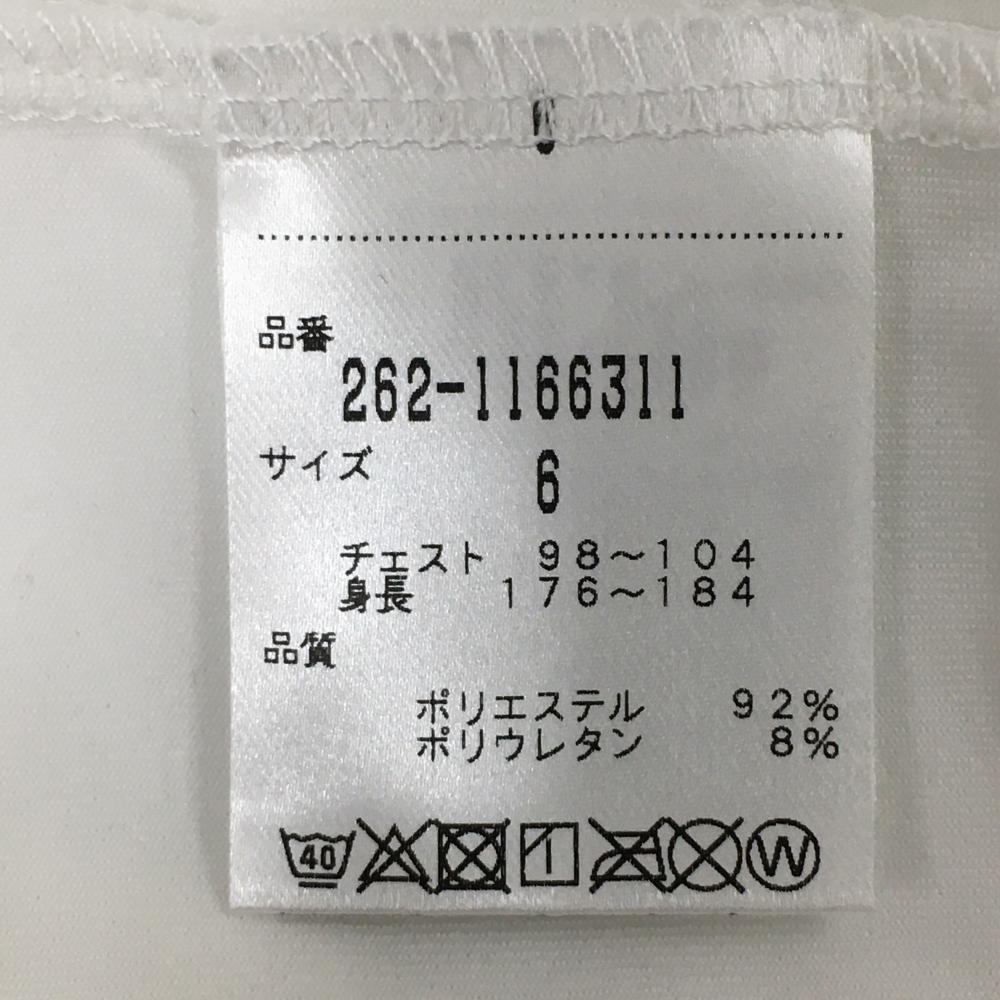 品番
262-1166311
サイズ 6
チェスト 98～104
身長 176～184
品質
ポリエステル 92%
ポリウレタン 8%
40 W